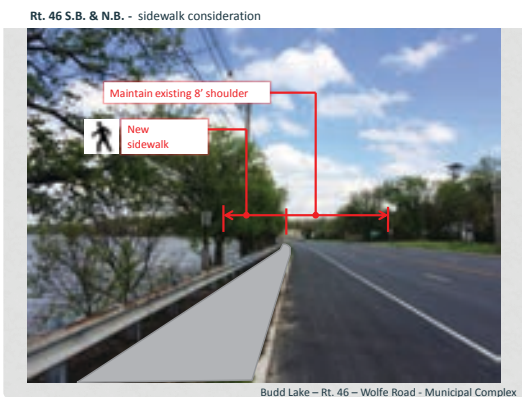 Rt. 46 S.B. & N.B. - sidewalk consideration
Maintain existing 8' shoulder
New
sidewalk
Budd Lake – Rt. 46 – Wolfe Road - Municipal Complex